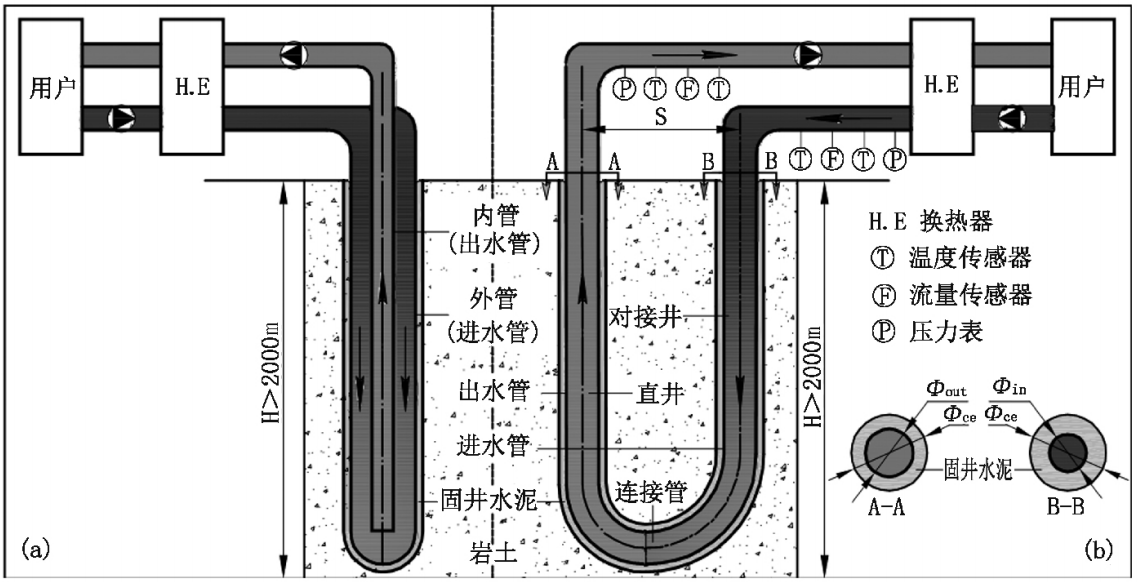 用户
H.E
H.E
用户
P
T
F
T
S
T
F
T
P
A
A
B
B
内管
(出水管)
外管
(进水管)
H>2000m
出水管
进水管
固井水泥
岩土
对接井
直井
连接管
H>2000m
H.E 换热器
T 温度传感器
F 流量传感器
P 压力表
Φout
Φin
Φce
Φce
固井水泥
A-A
B-B
(a)
(b)